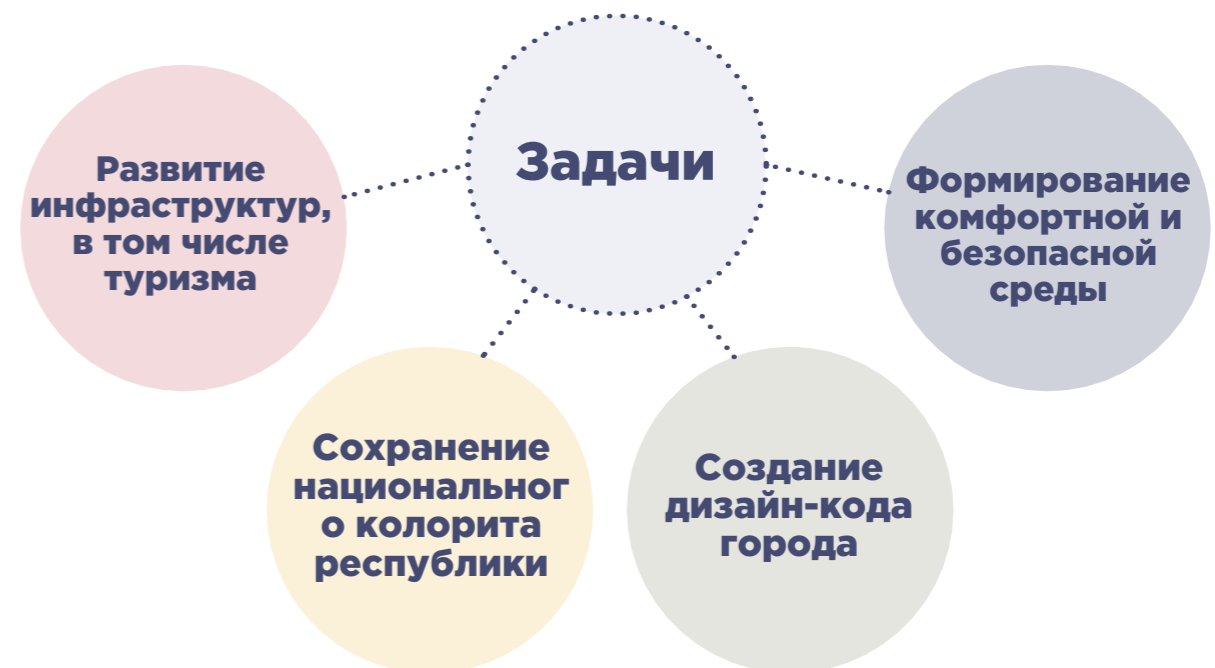 Задачи
Развитие
инфраструктур,
в том числе
туризма
Сохранение
национальног
о колорита
республики
Создание
дизайн-кода
города
Формирование
комфортной и
безопасной
среды